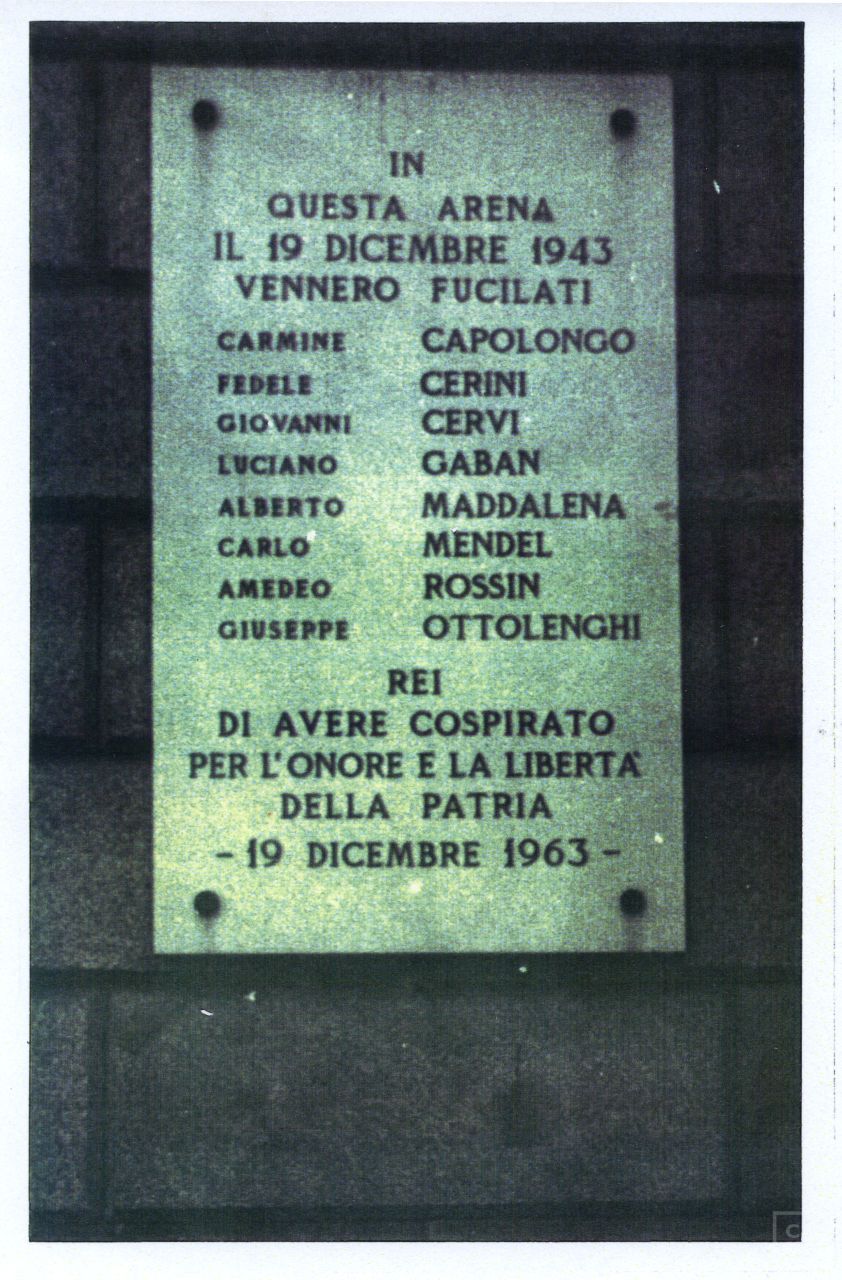 IN
QUESTA ARENA
IL 19 DICEMBRE 1943
VENNERO FUCILATI
CARMINE CAPOLONGO
FEDELE CERINI
GIOVANNI CERVI
LUCIANO GABAN
ALBERTO MADDALENA
CARLO MENDEL
AMEDEO ROSSIN
GIUSEPPE OTTOLENGHI
REI
DI AVERE COSPIRATO
PER L'ONORE E LA LIBERTA'
DELLA PATRIA
- 19 DICEMBRE 1963 -
C